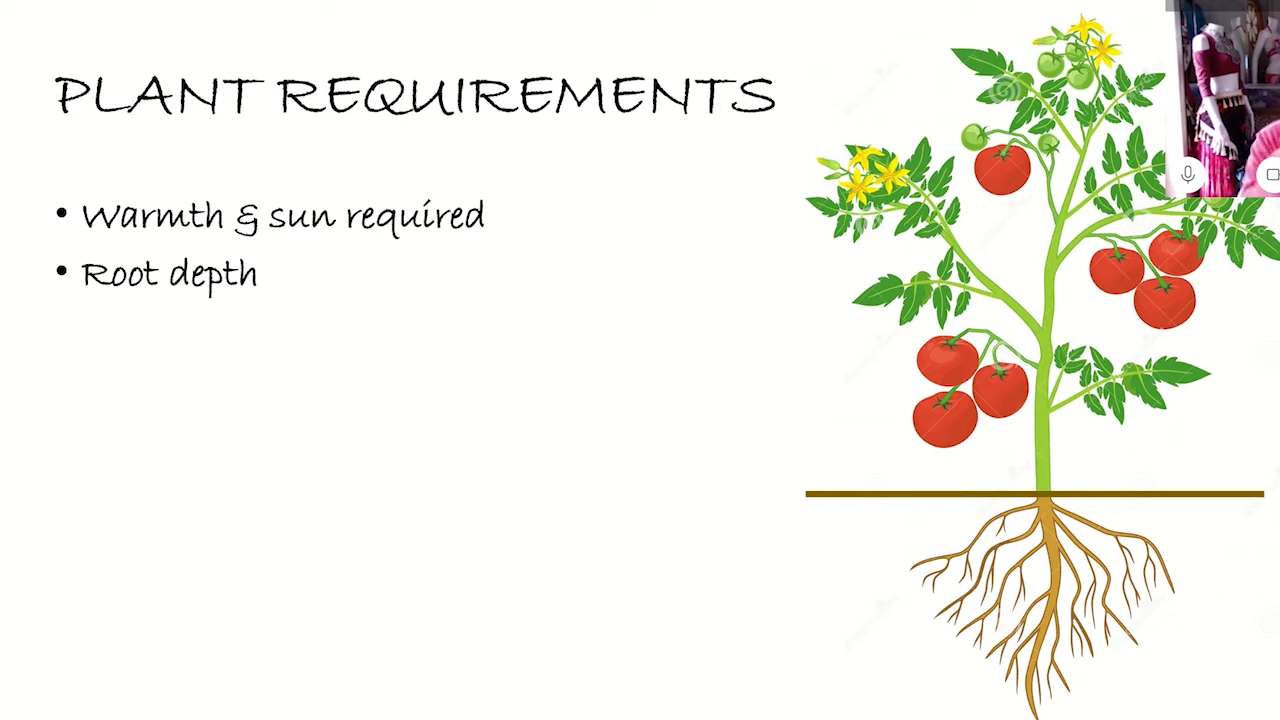 PLANT REQUIREMENTS
• Warmth & sun required
• Root depth